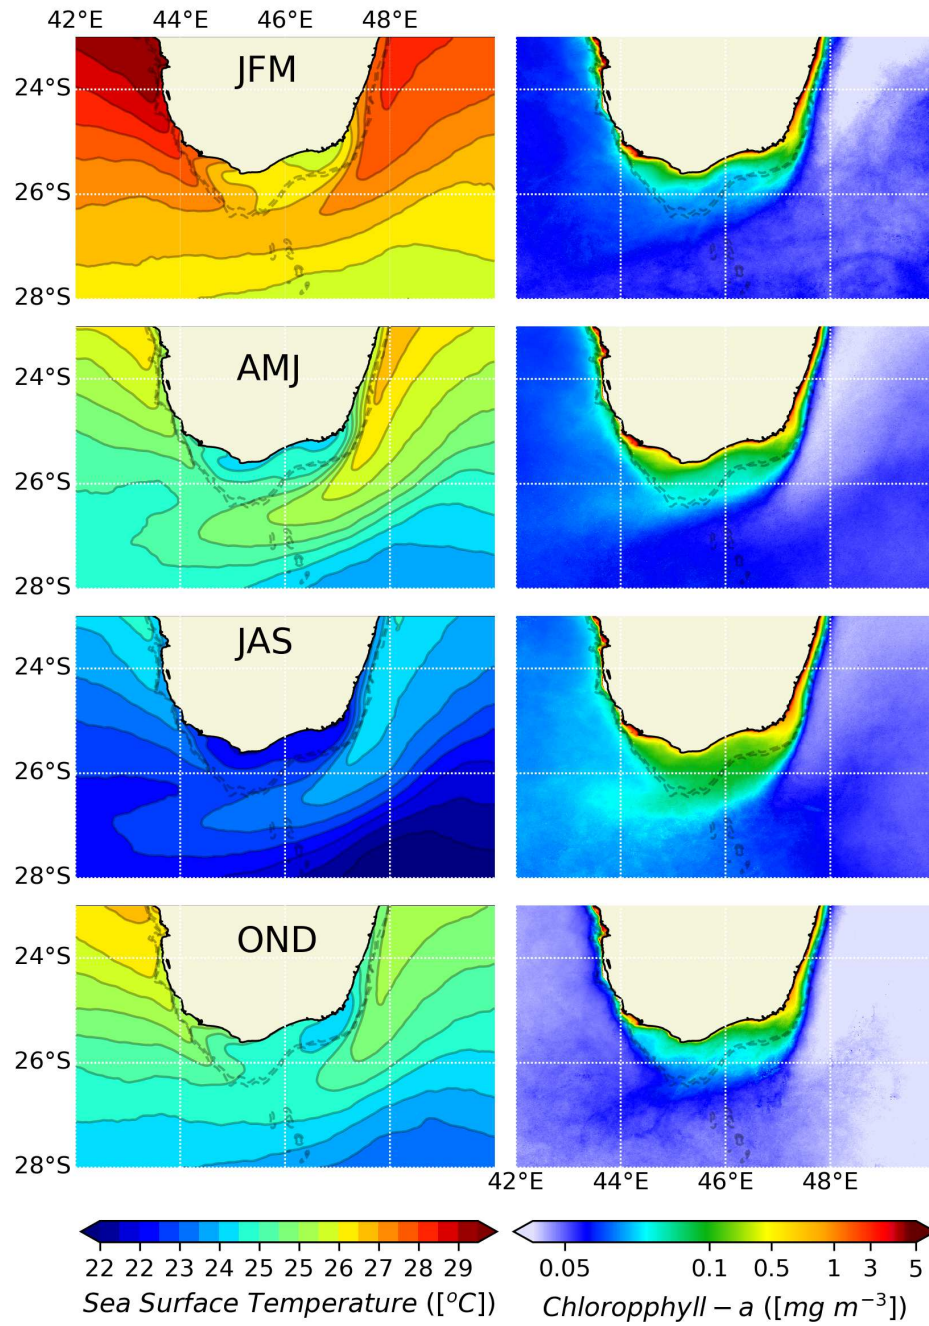 42°E 44°E 46°E 48°E
JFM
24°S
26°S
28°S
AMJ
24°S
26°S
28°S
JAS
24°S
26°S
28°S
OND
24°S
26°S
28°S
42°E 44°E 46°E 48°E
22 22 23 24 25 25 26 27 28 29
Sea Surface Temperature ([°C])
0.05 0.1 0.5 1 3 5
Chloropphyll − a ([mg m⁻³])